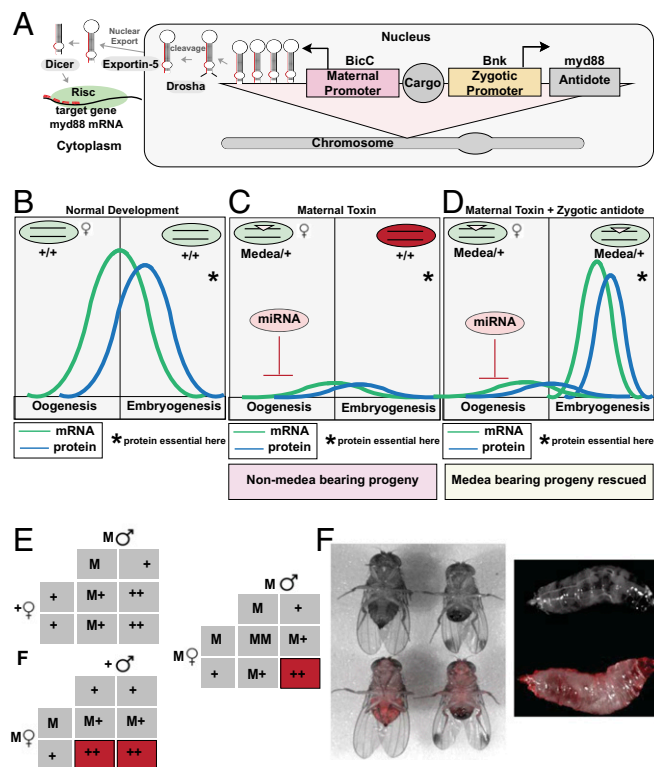 A
Nuclear
Export
Nucleus
cleavage
BicC
Bnk
myd88
Dicer
Exportin-5
Drosha
Maternal
Promoter
Cargo
Zygotic
Promoter
Antidote
Risc
target gene
myd88 mRNA
Cytoplasm
Chromosome
B
Normal Development
♀
+/+
+/+
*
Oogenesis
Embryogenesis
mRNA
protein
* protein essential here
C
Maternal Toxin
♀
Medea/+
+/+
*
miRNA
Oogenesis
Embryogenesis
mRNA
protein
* protein essential here
Non-medea bearing progeny
D
Maternal Toxin + Zygotic antidote
♀
Medea/+
Medea/+
*
miRNA
Oogenesis
Embryogenesis
mRNA
protein
* protein essential here
Medea bearing progeny rescued
E
M♂
M +
+♀
+ M+ ++
+ M+ ++
F
+♂
+ +
M♀
M M+ M+
+ ++ ++
M♂
M +
M♀
M MM M+
+ M+ ++
F